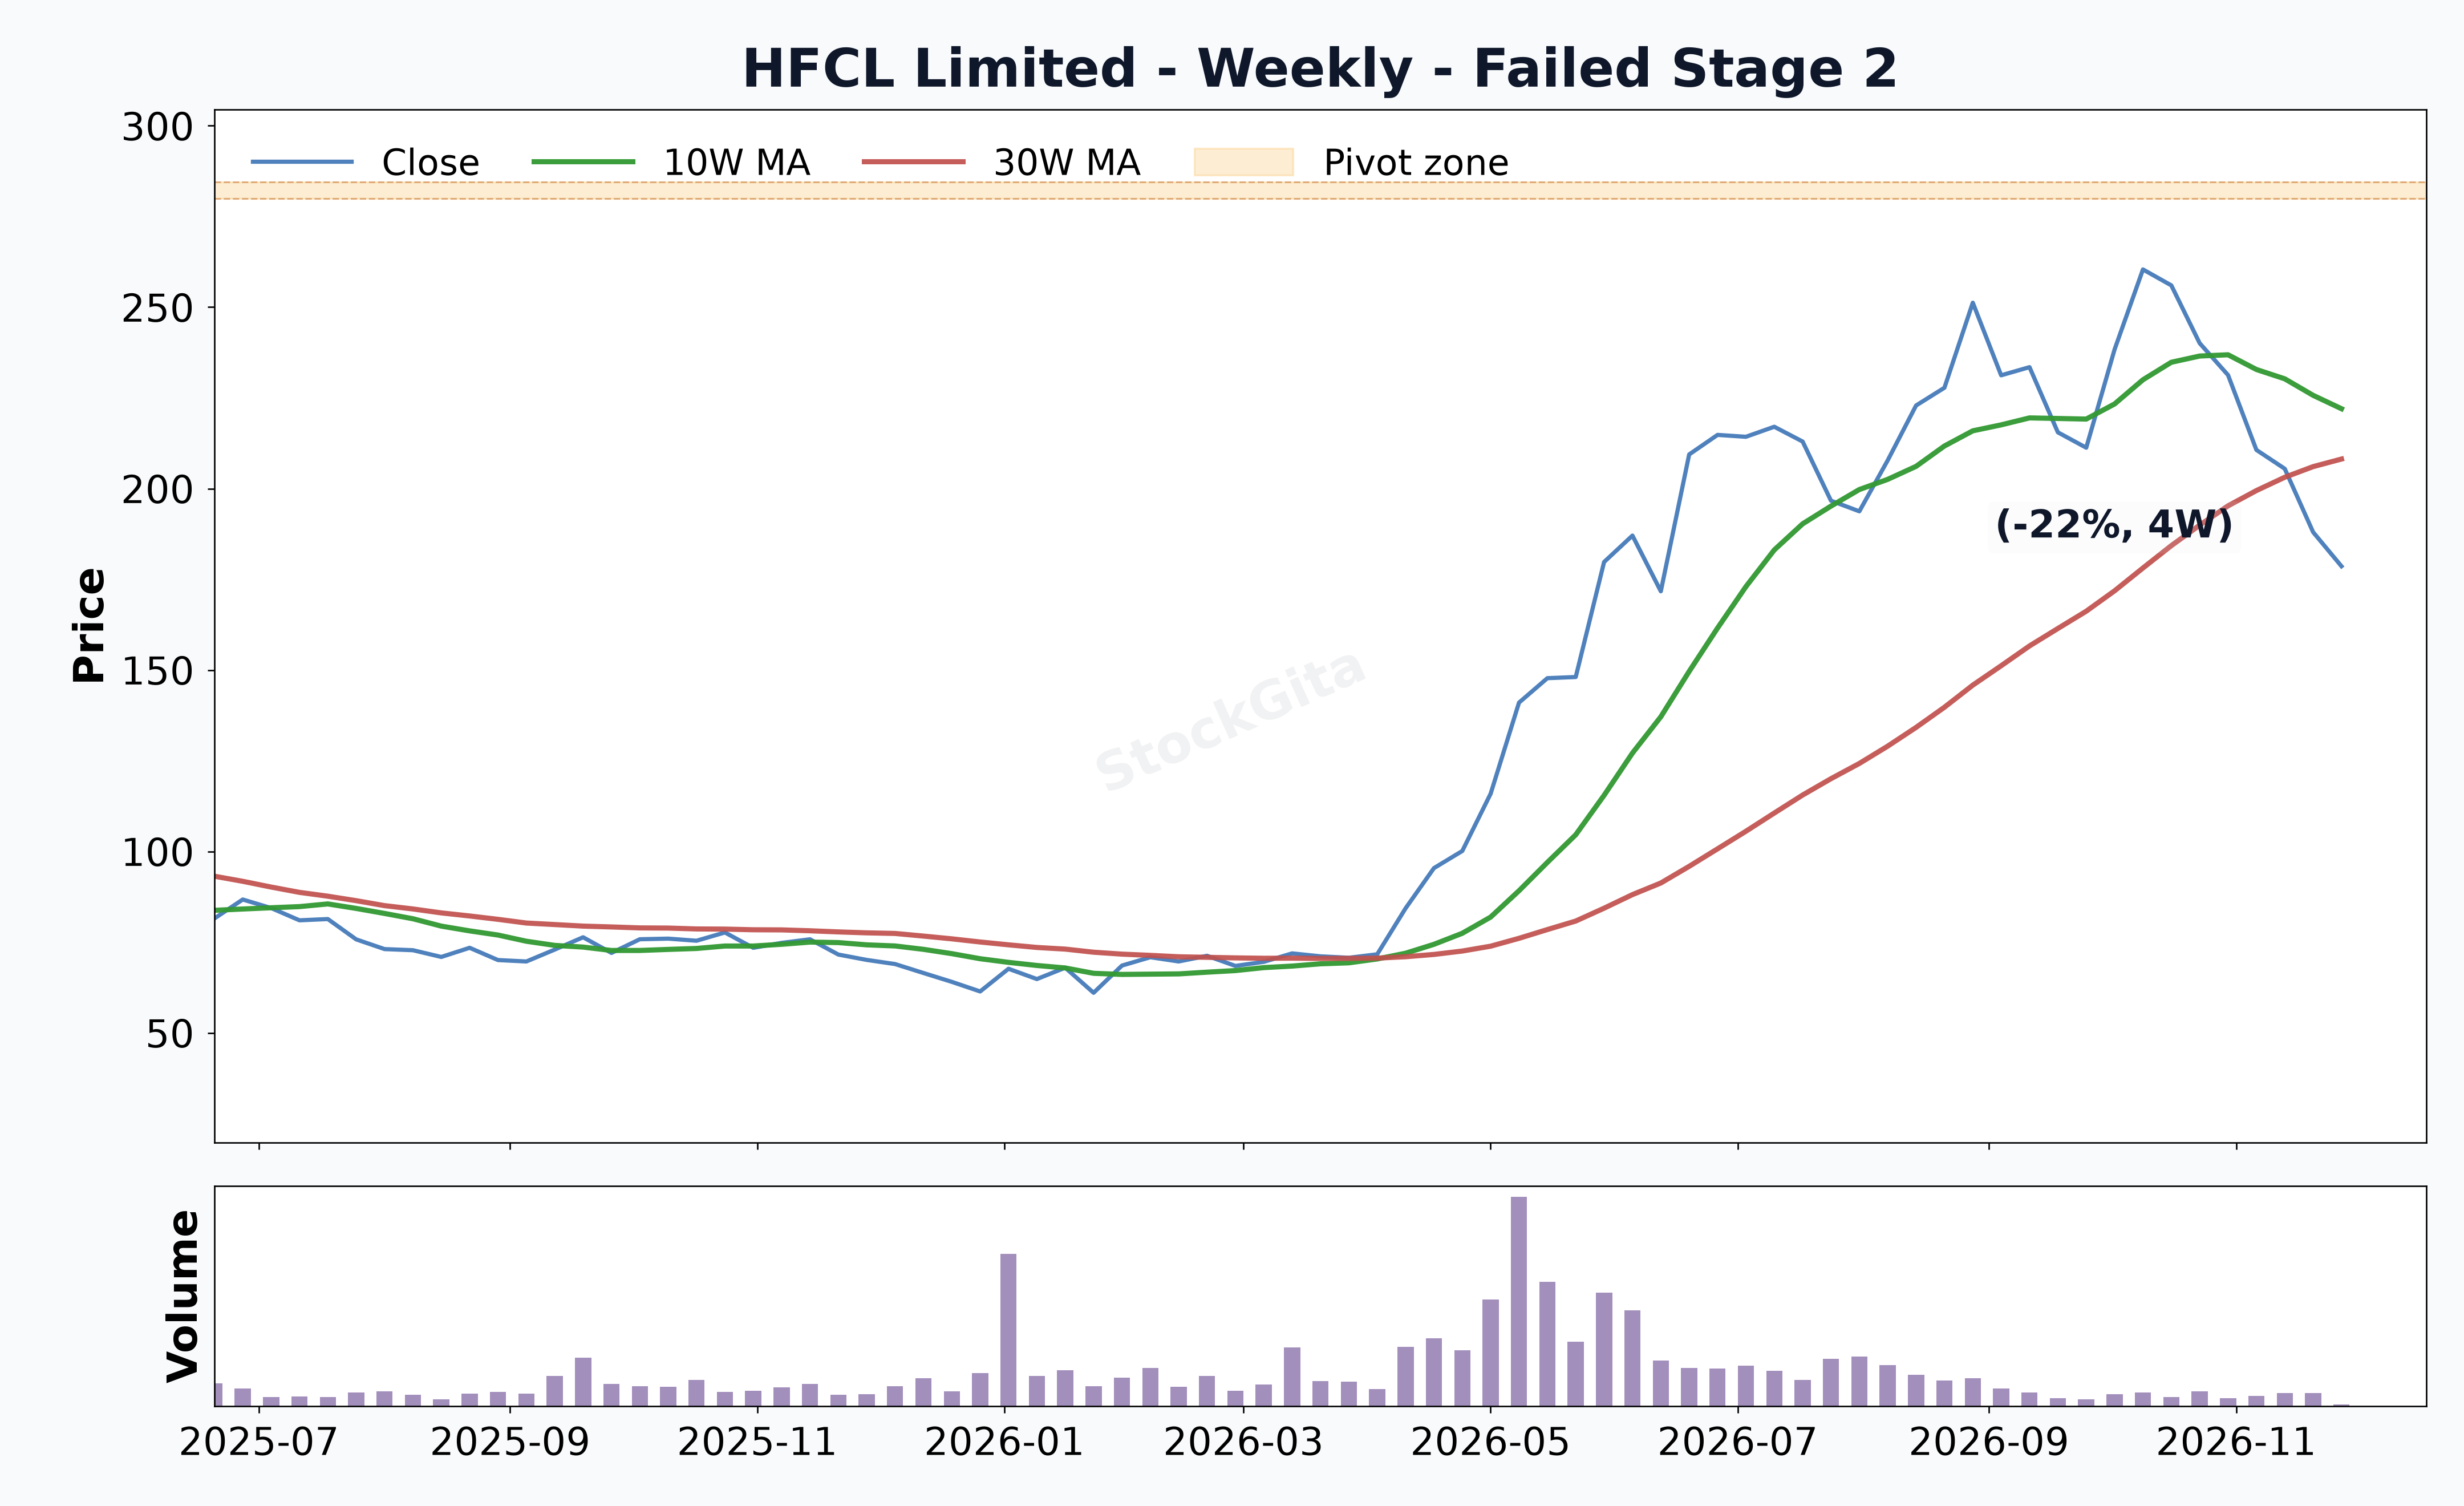 HFCL Limited - Weekly - Failed Stage 2
300
Close 10W MA 30W MA Pivot zone
250
200
(-22%, 4W)
Price
150
StockGita
100
50
Volume
2025-07 2025-09 2025-11 2026-01 2026-03 2026-05 2026-07 2026-09 2026-11